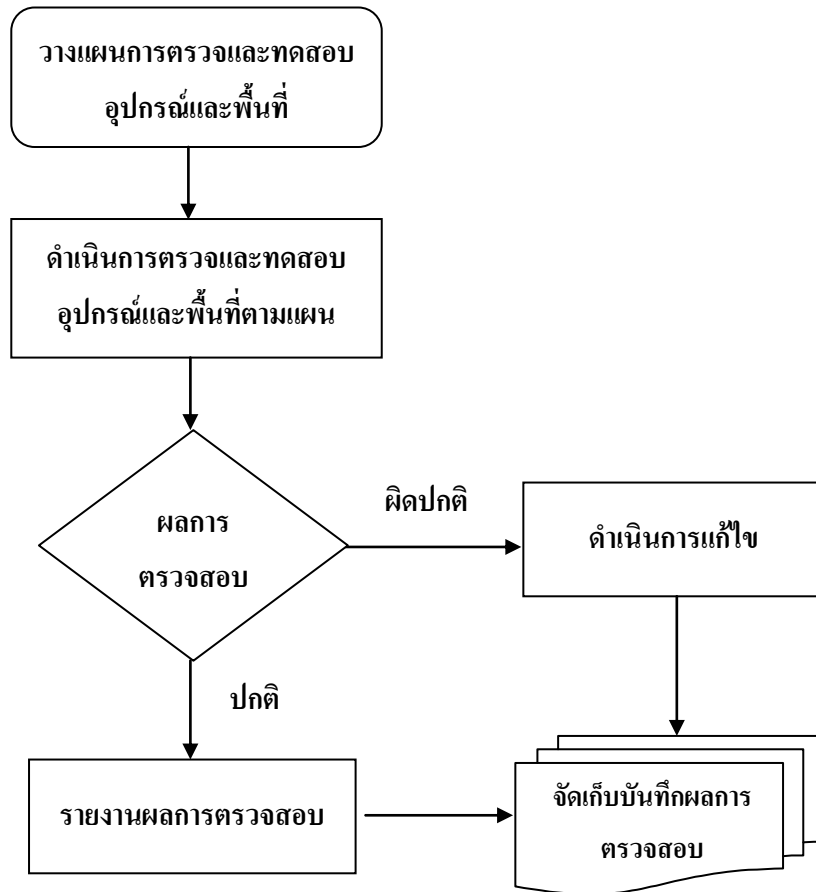 วางแผนการตรวจและทดสอบ
อุปกรณ์และพื้นที่
ดำเนินการตรวจและทดสอบ
อุปกรณ์และพื้นที่ตามแผน
ผลการ
ตรวจสอบ
ผิดปกติ
ดำเนินการแก้ไข
ปกติ
รายงานผลการตรวจสอบ
จัดเก็บบันทึกผลการ
ตรวจสอบ